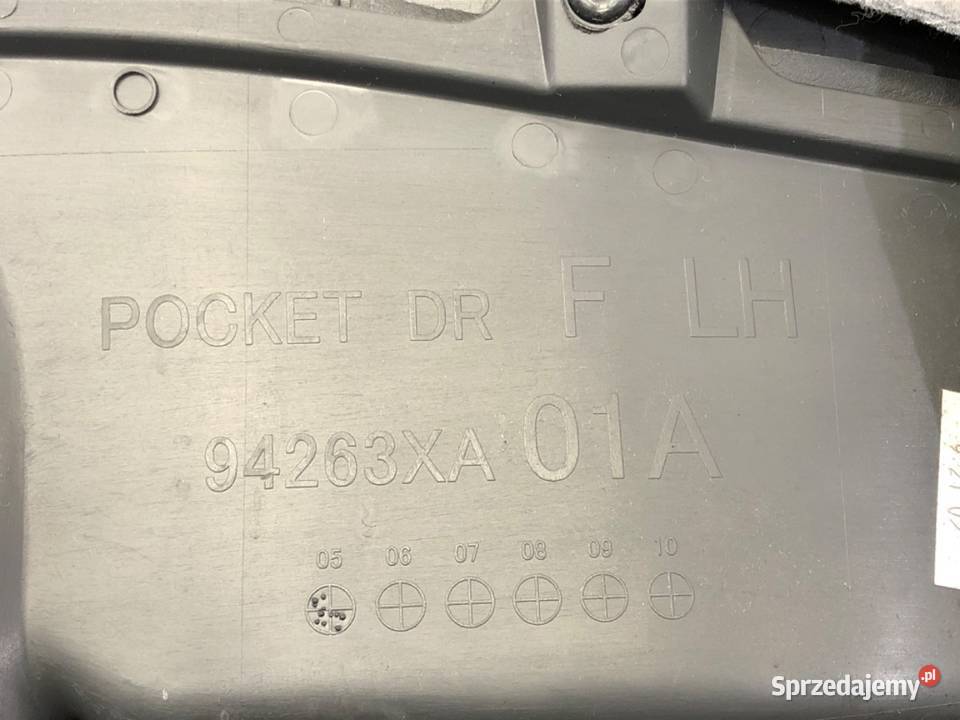 POCKET DR F LH
94263XA 01A
05 06 07 08 09 10
Sprzedajemy.pl